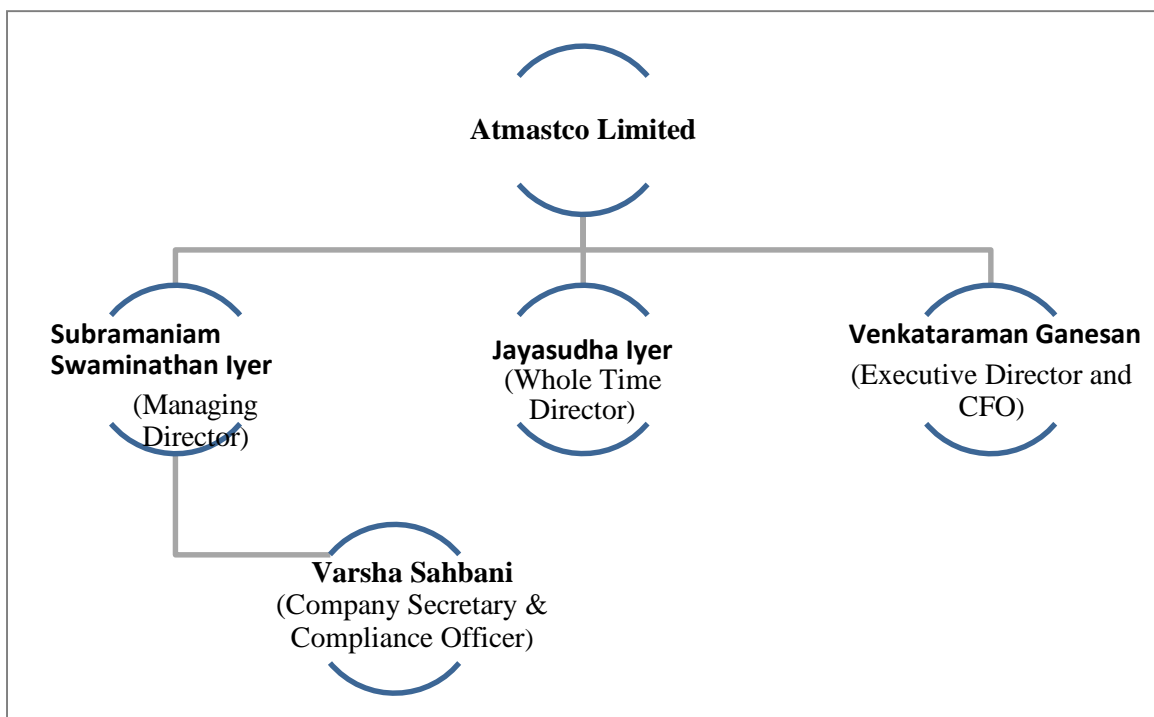 Atmastco Limited
Subramaniam
Swaminathan Iyer
(Managing
Director)
Jayasudha Iyer
(Whole Time
Director)
Venkataraman Ganesan
(Executive Director and
CFO)
Varsha Sahbani
(Company Secretary &
Compliance Officer)